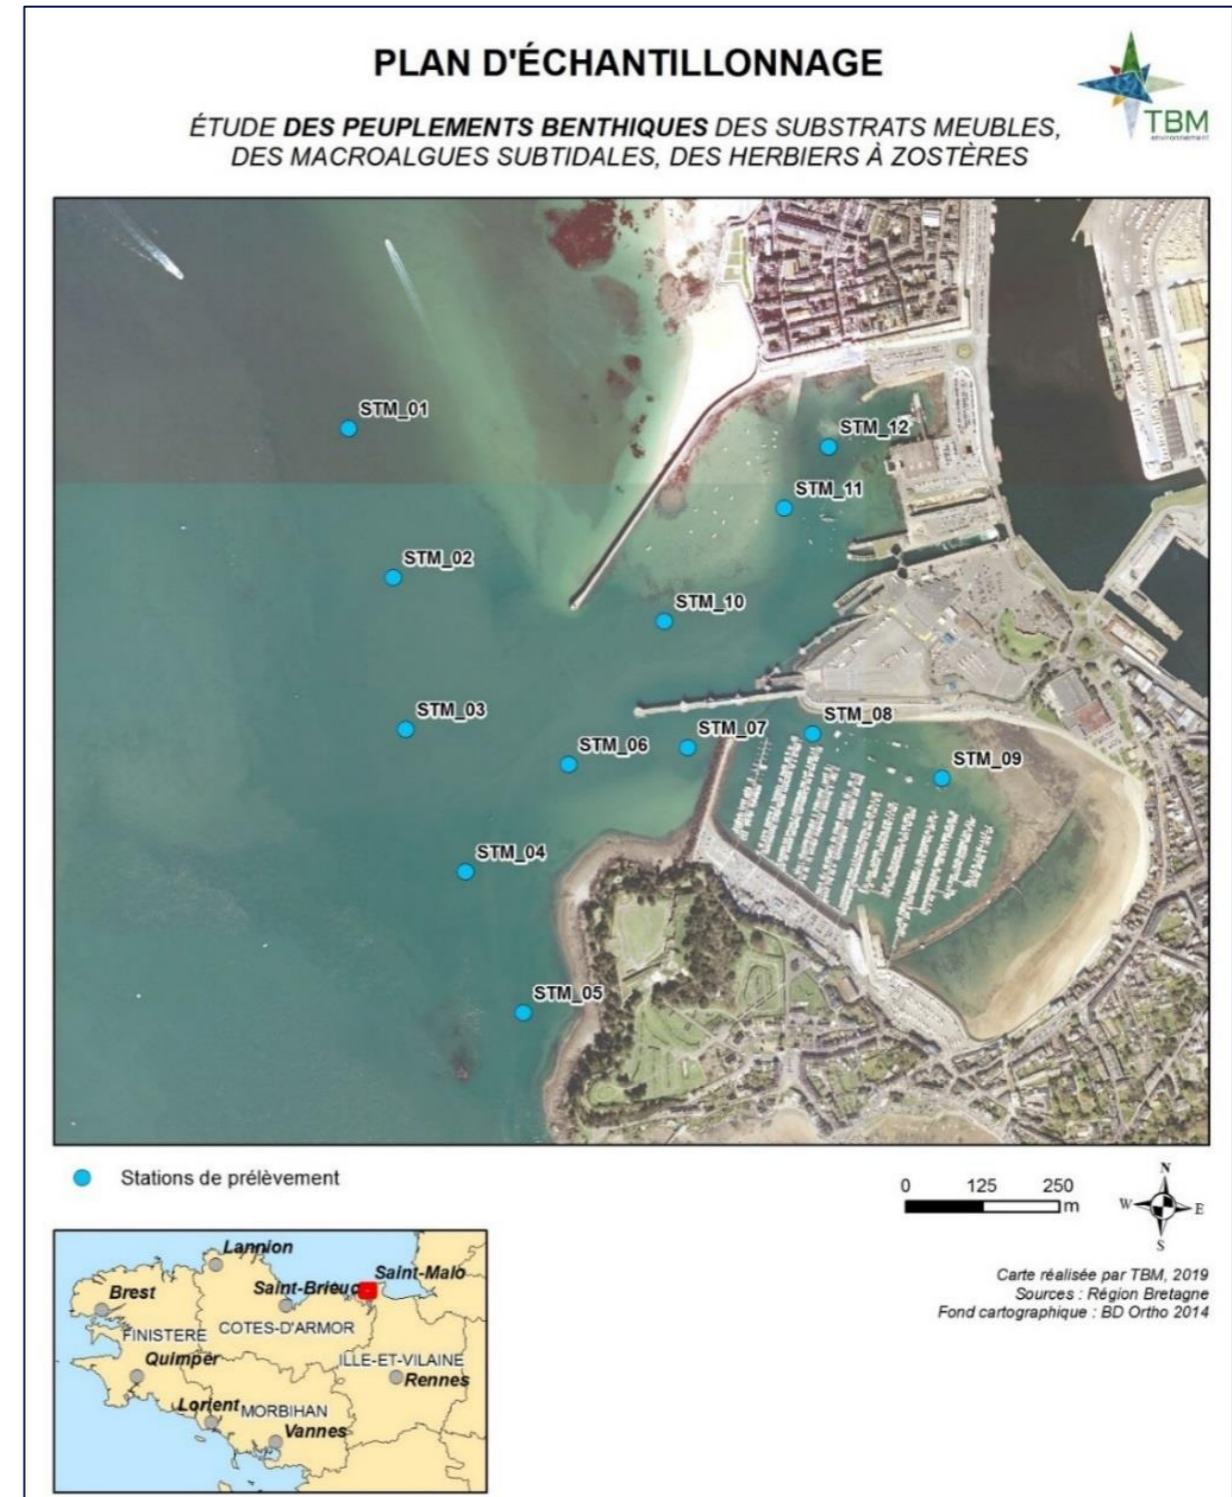 PLAN D'ÉCHANTILLONNAGE
TBM
environnement
ÉTUDE DES PEUPLEMENTS BENTHIQUES DES SUBSTRATS MEUBLES,
DES MACROALGUES SUBTIDALES, DES HERBIERS À ZOSTÈRES
STM_01
STM_12
STM_11
STM_02
STM_10
STM_03
STM_08
STM_07
STM_06
STM_09
STM_04
STM_05
Stations de prélèvement
0 125 250
m
N
W E
S
Lannion
Saint-Malo
Saint-Brieuc
Brest
COTES-D'ARMOR
FINISTERE
Quimper
ILLE-ET-VILAINE
Rennes
Lorient
MORBIHAN
Vannes
Carte réalisée par TBM, 2019
Sources : Région Bretagne
Fond cartographique : BD Ortho 2014